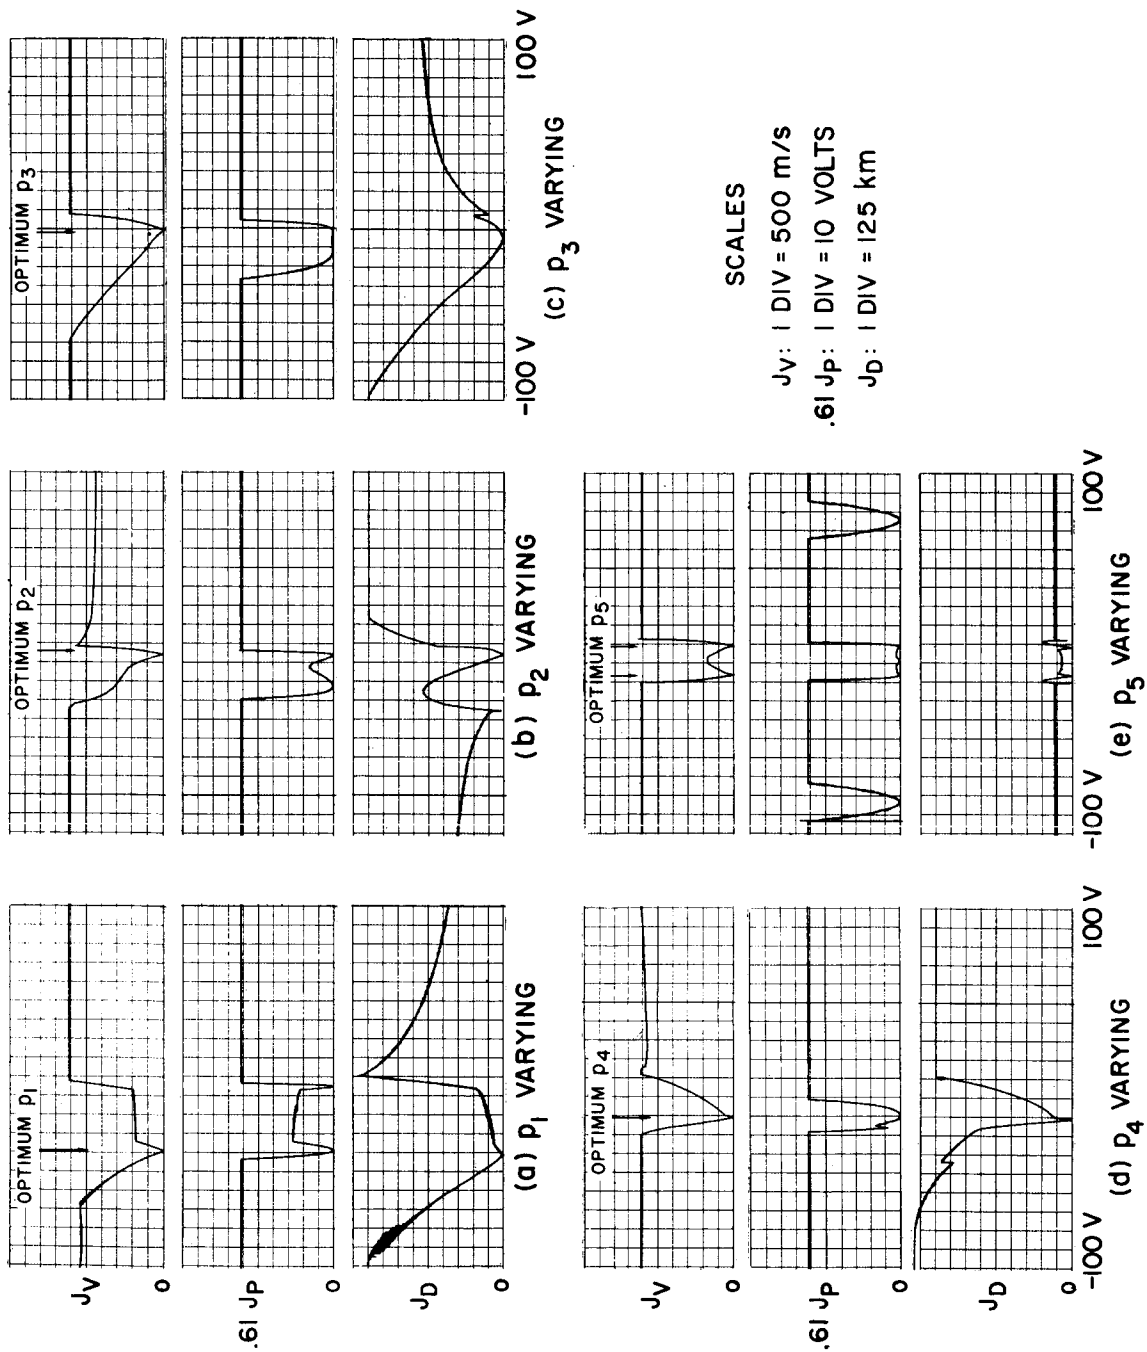 OPTIMUM p1
JV
0
.61 JP
0
JD
0
(a) p1 VARYING
OPTIMUM p2
(b) p2 VARYING
OPTIMUM p3
-100 V
100 V
(c) p3 VARYING
OPTIMUM p4
JV
0
.61 JP
0
JD
0
-100 V
100 V
(d) p4 VARYING
OPTIMUM p5
-100 V
100 V
(e) p5 VARYING
SCALES
JV: 1 DIV = 500 m/s
.61 JP: 1 DIV = 10 VOLTS
JD: 1 DIV = 125 km